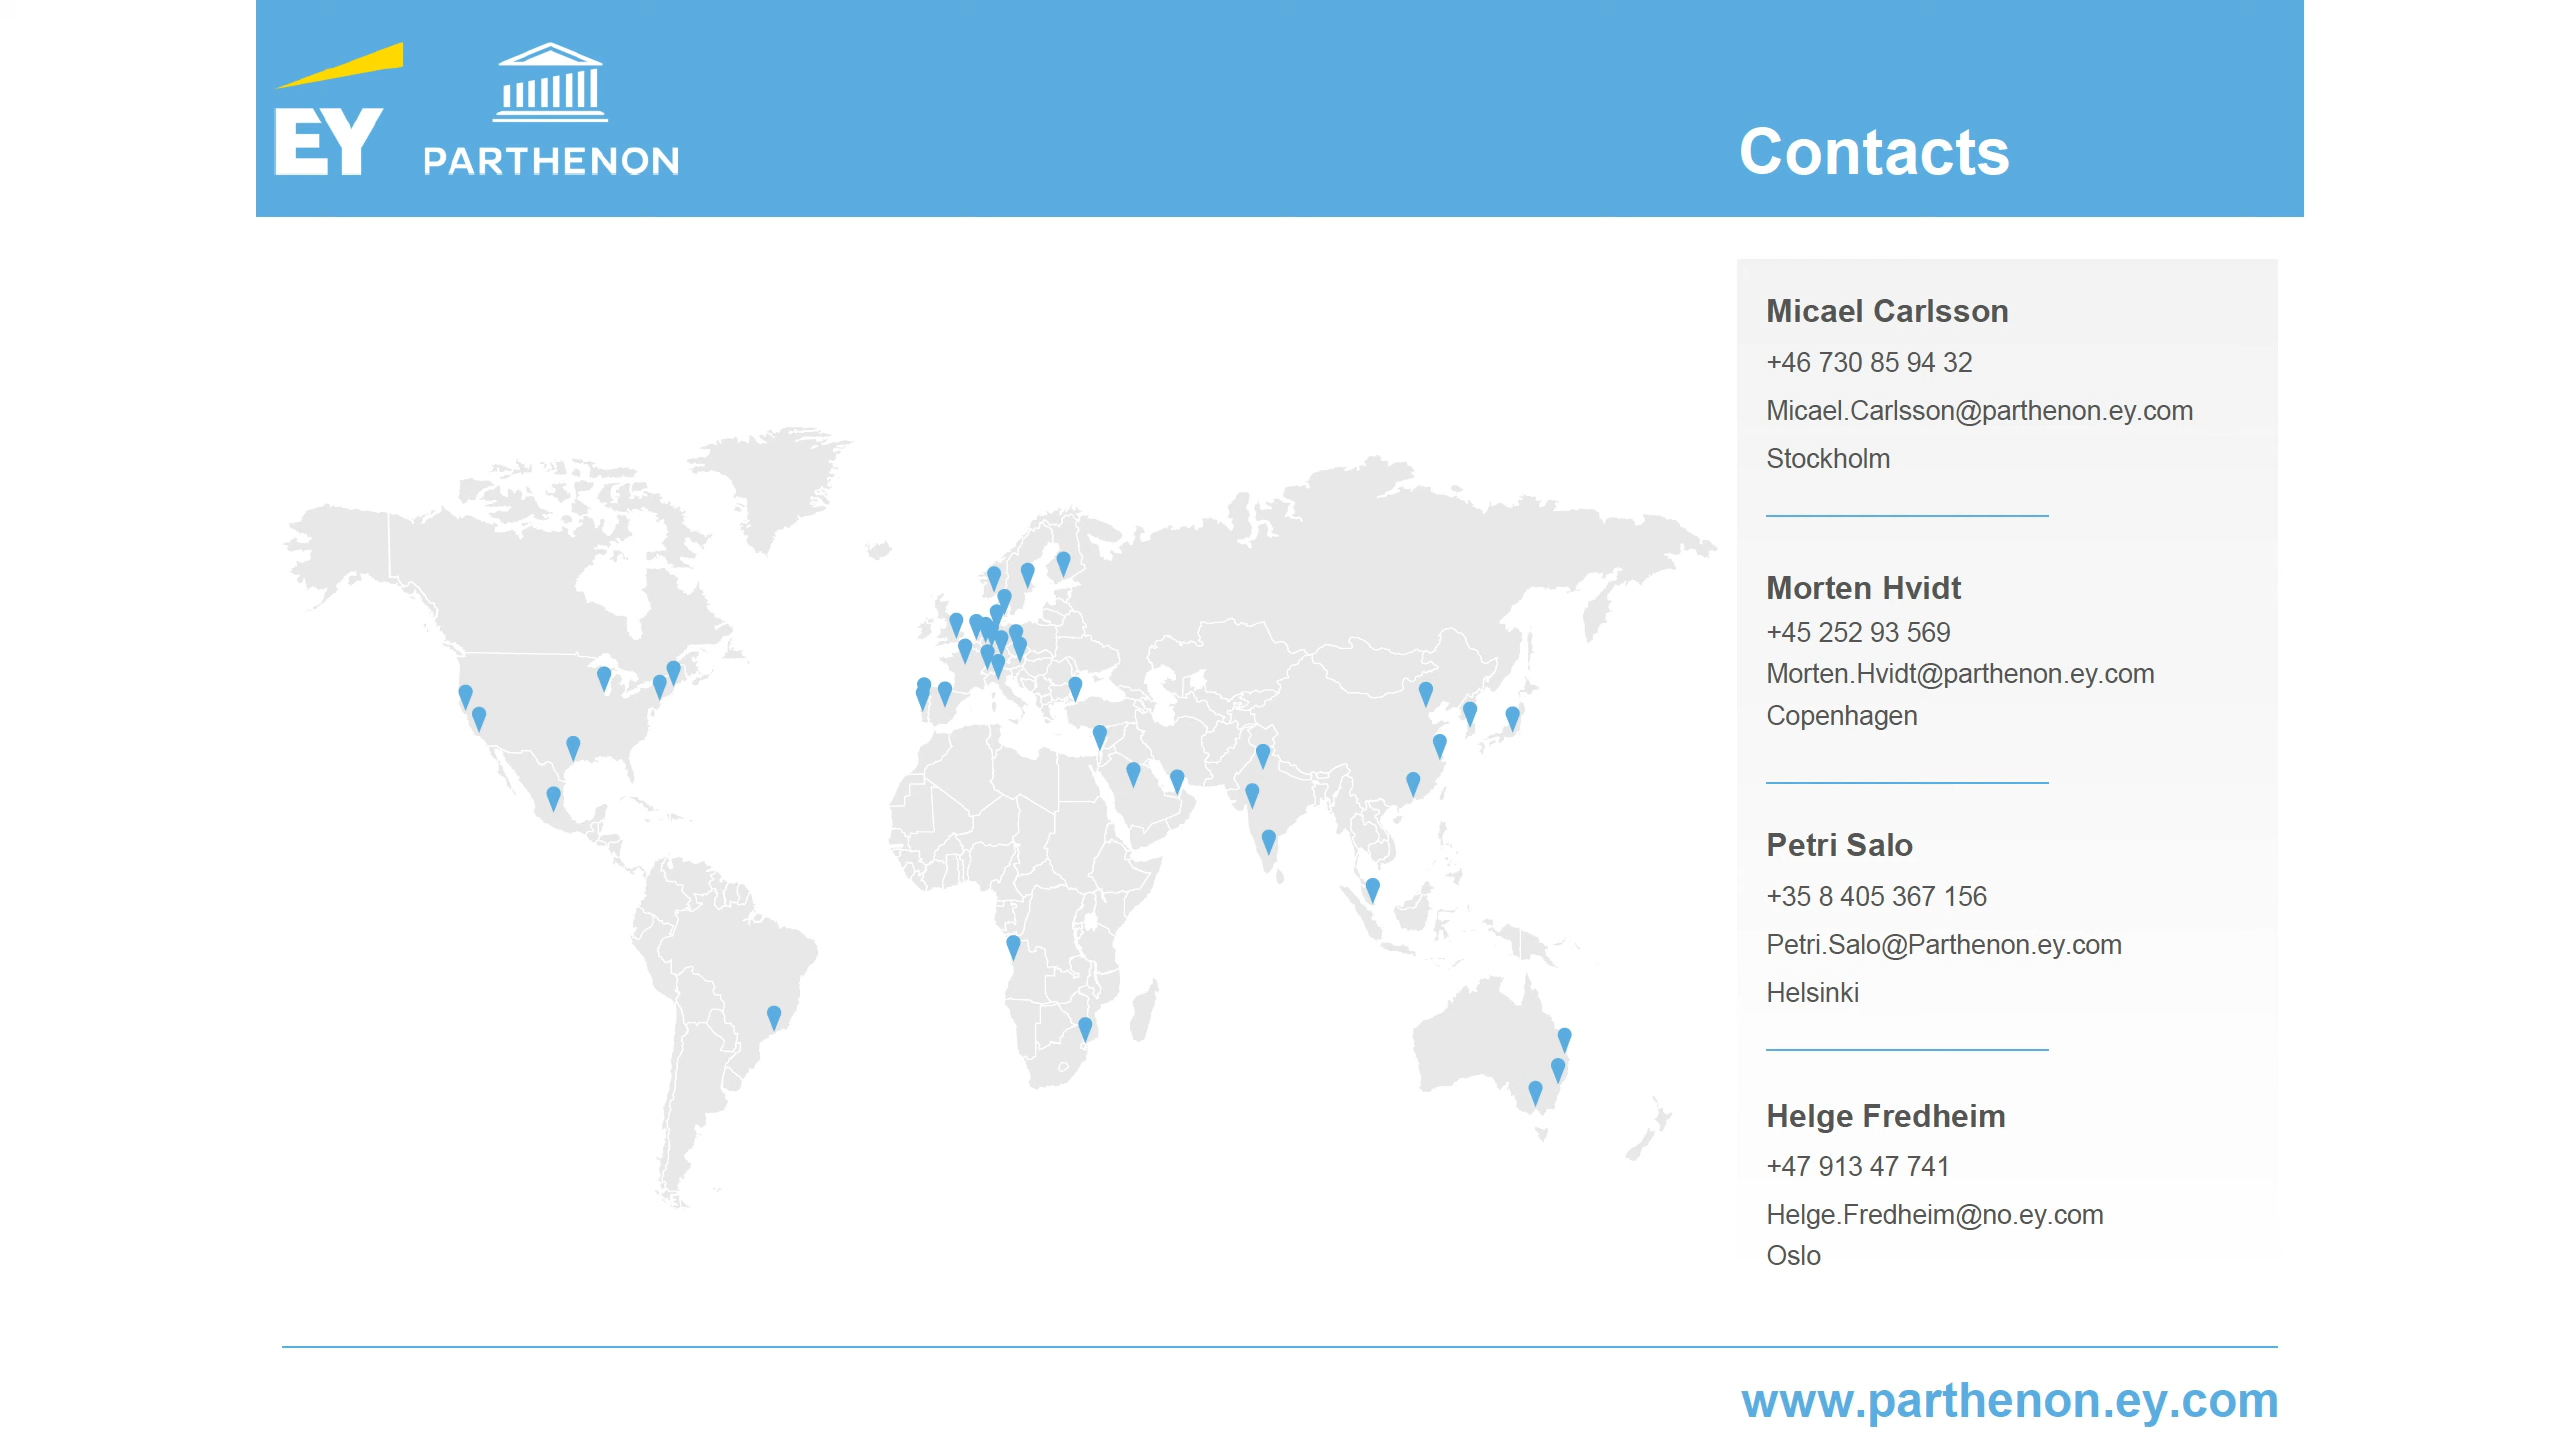 EY
PARTHENON
Contacts
Micael Carlsson
+46 730 85 94 32
Micael.Carlsson@parthenon.ey.com
Stockholm
Morten Hvidt
+45 252 93 569
Morten.Hvidt@parthenon.ey.com
Copenhagen
Petri Salo
+35 8 405 367 156
Petri.Salo@Parthenon.ey.com
Helsinki
Helge Fredheim
+47 913 47 741
Helge.Fredheim@no.ey.com
Oslo
www.parthenon.ey.com